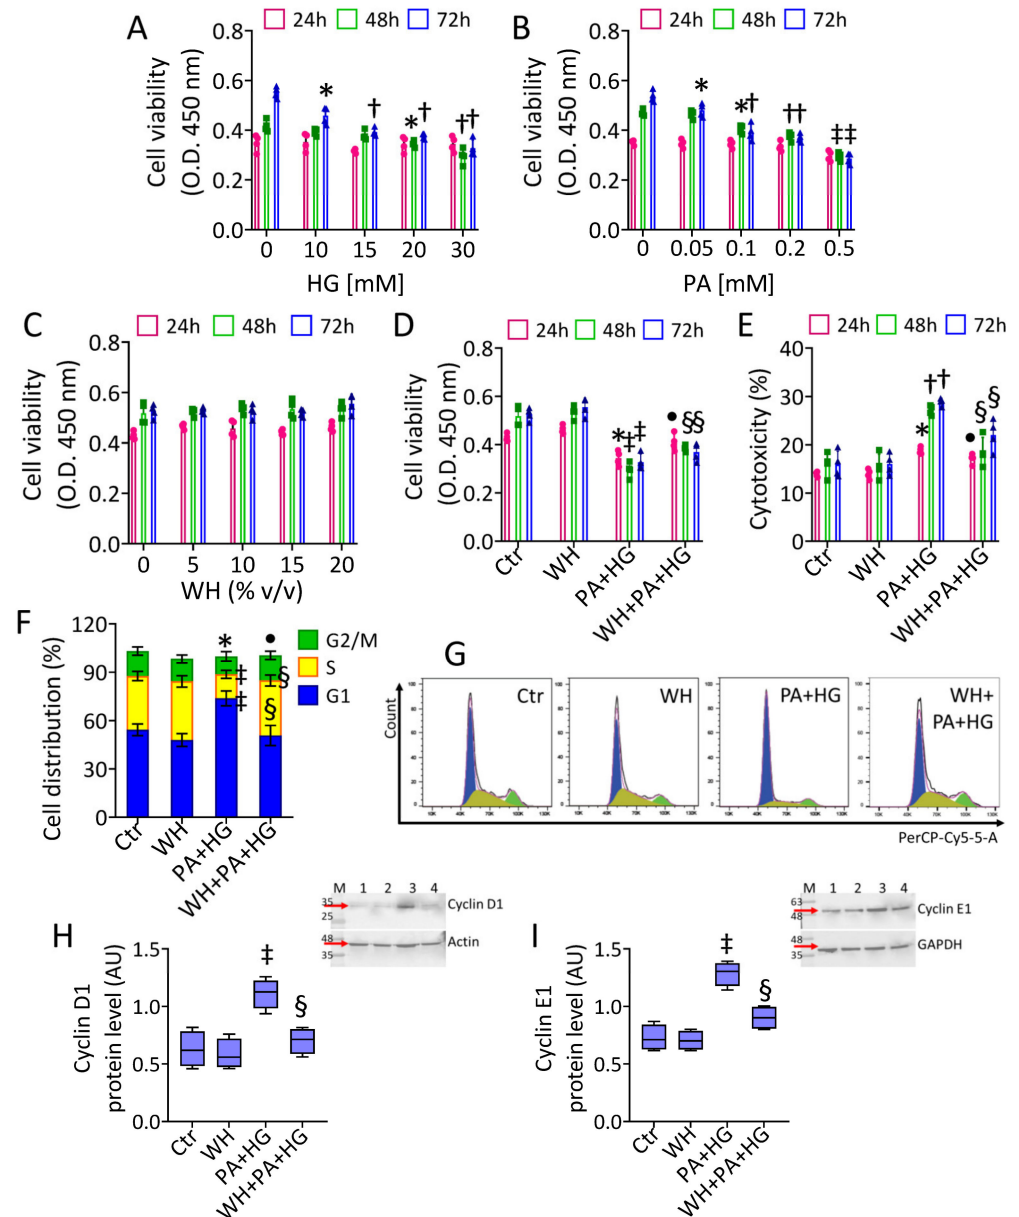 A
24h 48h 72h
Cell viability
(O.D. 450 nm)
0.8
0.6
0.4
0.2
0.0
* † * † ††
0 10 15 20 30
HG [mM]
B
24h 48h 72h
Cell viability
(O.D. 450 nm)
0.8
0.6
0.4
0.2
0.0
* *† †† ‡‡
0 0.05 0.1 0.2 0.5
PA [mM]
C
24h 48h 72h
Cell viability
(O.D. 450 nm)
0.8
0.6
0.4
0.2
0.0
0 5 10 15 20
WH (% v/v)
D
24h 48h 72h
Cell viability
(O.D. 450 nm)
0.8
0.6
0.4
0.2
0.0
*‡‡ •§§
Ctr WH PA+HG WH+PA+HG
E
24h 48h 72h
Cytotoxicity (%)
40
30
20
10
0
*†† •§§
Ctr WH PA+HG WH+PA+HG
F
Cell distribution (%)
120
90
60
30
0
* •
‡ §
‡ §
G2/M
S
G1
Ctr WH PA+HG WH+PA+HG
G
Count
Ctr
WH
PA+HG
WH+
PA+HG
PerCP-Cy5-5-A
H
M 1 2 3 4
35
25
Cyclin D1
48
35
Actin
Cyclin D1
protein level (AU)
1.5
1.0
0.5
0.0
‡ §
Ctr WH PA+HG WH+PA+HG
I
M 1 2 3 4
63
48
Cyclin E1
48
35
GAPDH
Cyclin E1
protein level (AU)
1.5
1.0
0.5
0.0
‡ §
Ctr WH PA+HG WH+PA+HG